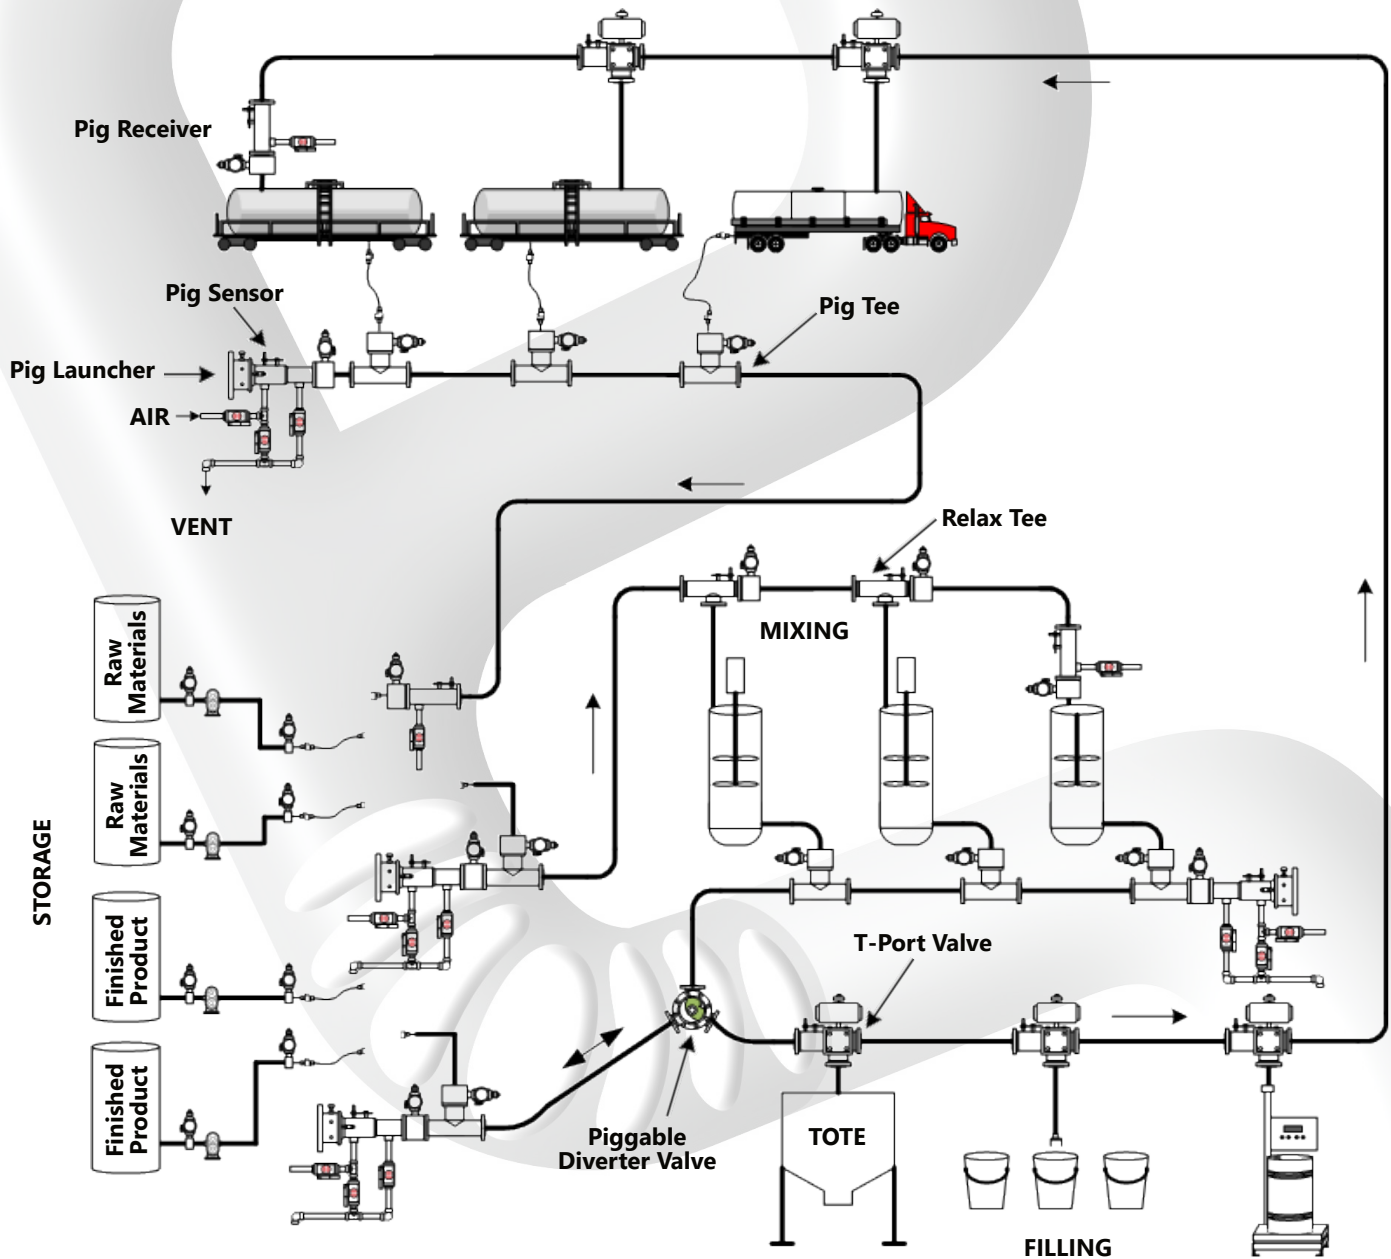 Pig Receiver
Pig Sensor
Pig Tee
Pig Launcher
AIR
VENT
Relax Tee
MIXING
Raw
Materials
Raw
Materials
STORAGE
Finished
Product
T-Port Valve
Finished
Product
Piggable
Diverter Valve
TOTE
FILLING